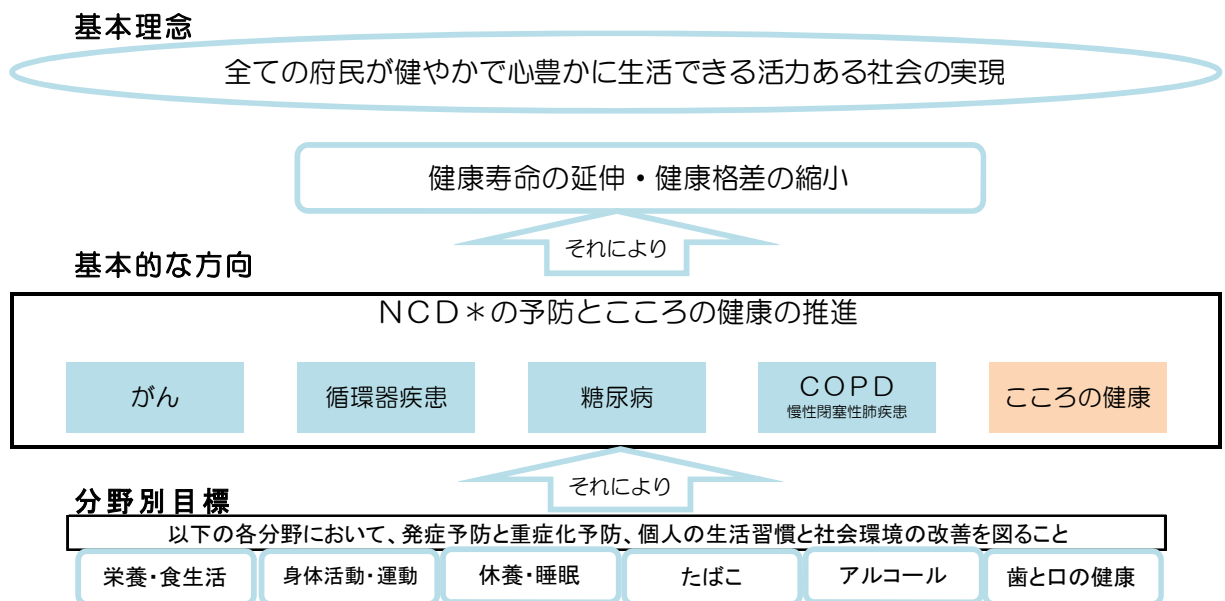 基本理念
全ての府民が健やかで心豊かに生活できる活力ある社会の実現
健康寿命の延伸・健康格差の縮小
それにより
基本的な方向
ＮＣＤ＊の予防とこころの健康の推進
がん
循環器疾患
糖尿病
ＣＯＰＤ
慢性閉塞性肺疾患
こころの健康
それにより
分野別目標
以下の各分野において、発症予防と重症化予防、個人の生活習慣と社会環境の改善を図ること
栄養・食生活
身体活動・運動
休養・睡眠
たばこ
アルコール
歯と口の健康